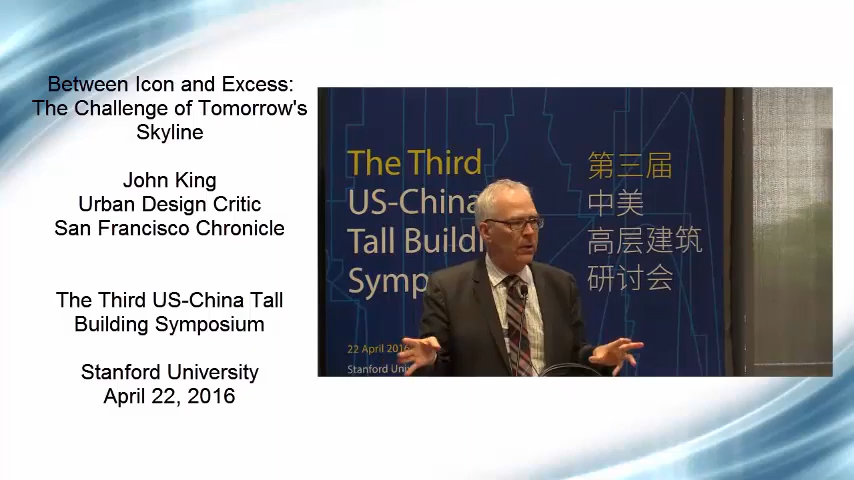 Between Icon and Excess:
The Challenge of Tomorrow's
Skyline
John King
Urban Design Critic
San Francisco Chronicle
The Third US-China Tall
Building Symposium
Stanford University
April 22, 2016
The Third
US-China
Tall Buildi
Symp
22 April 2016
Stanford Uni
第三届
中美
高层建筑
研讨会